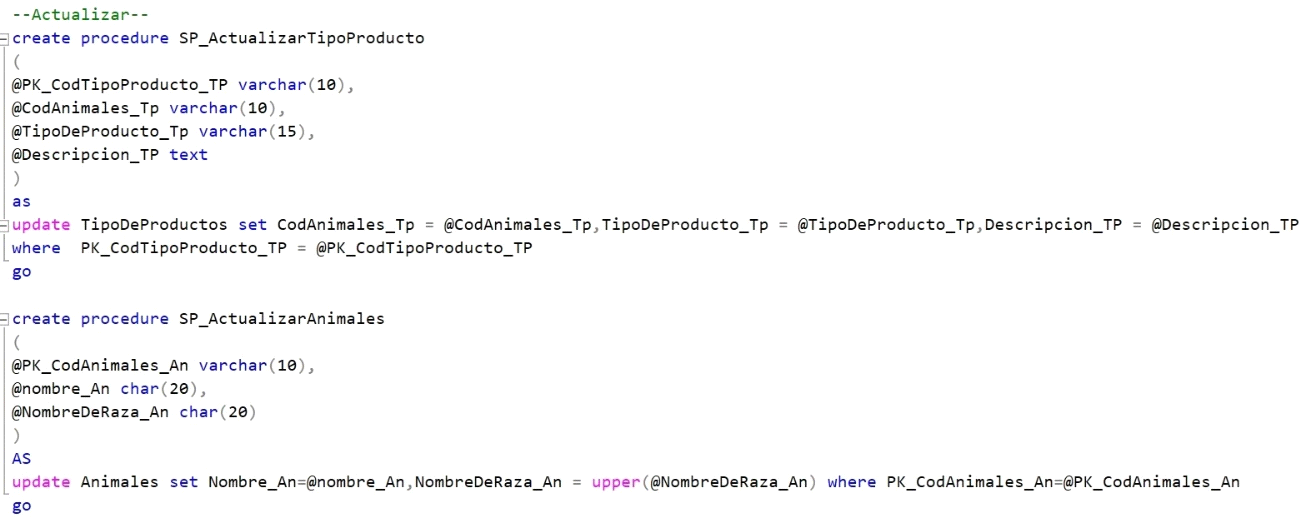 --Actualizar--
create procedure SP_ActualizarTipoProducto
(
@PK_CodTipoProducto_TP varchar(10),
@CodAnimales_Tp varchar(10),
@TipoDeProducto_Tp varchar(15),
@Descripcion_TP text
)
as
update TipoDeProductos set CodAnimales_Tp = @CodAnimales_Tp,TipoDeProducto_Tp = @TipoDeProducto_Tp,Descripcion_TP = @Descripcion_TP
where  PK_CodTipoProducto_TP = @PK_CodTipoProducto_TP
go

create procedure SP_ActualizarAnimales
(
@PK_CodAnimales_An varchar(10),
@nombre_An char(20),
@NombreDeRaza_An char(20)
)
AS
update Animales set Nombre_An=@nombre_An,NombreDeRaza_An = upper(@NombreDeRaza_An) where PK_CodAnimales_An=@PK_CodAnimales_An
go